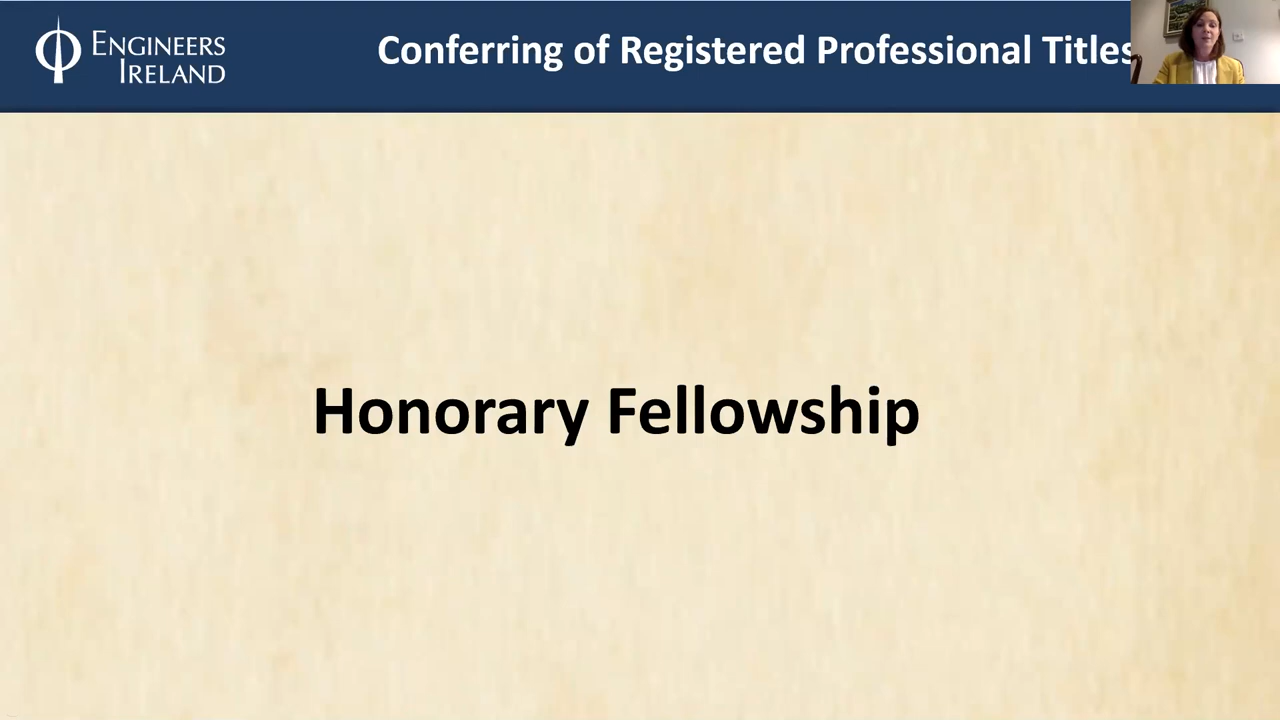 ENGINEERS
IRELAND
Conferring of Registered Professional Titles
Honorary Fellowship